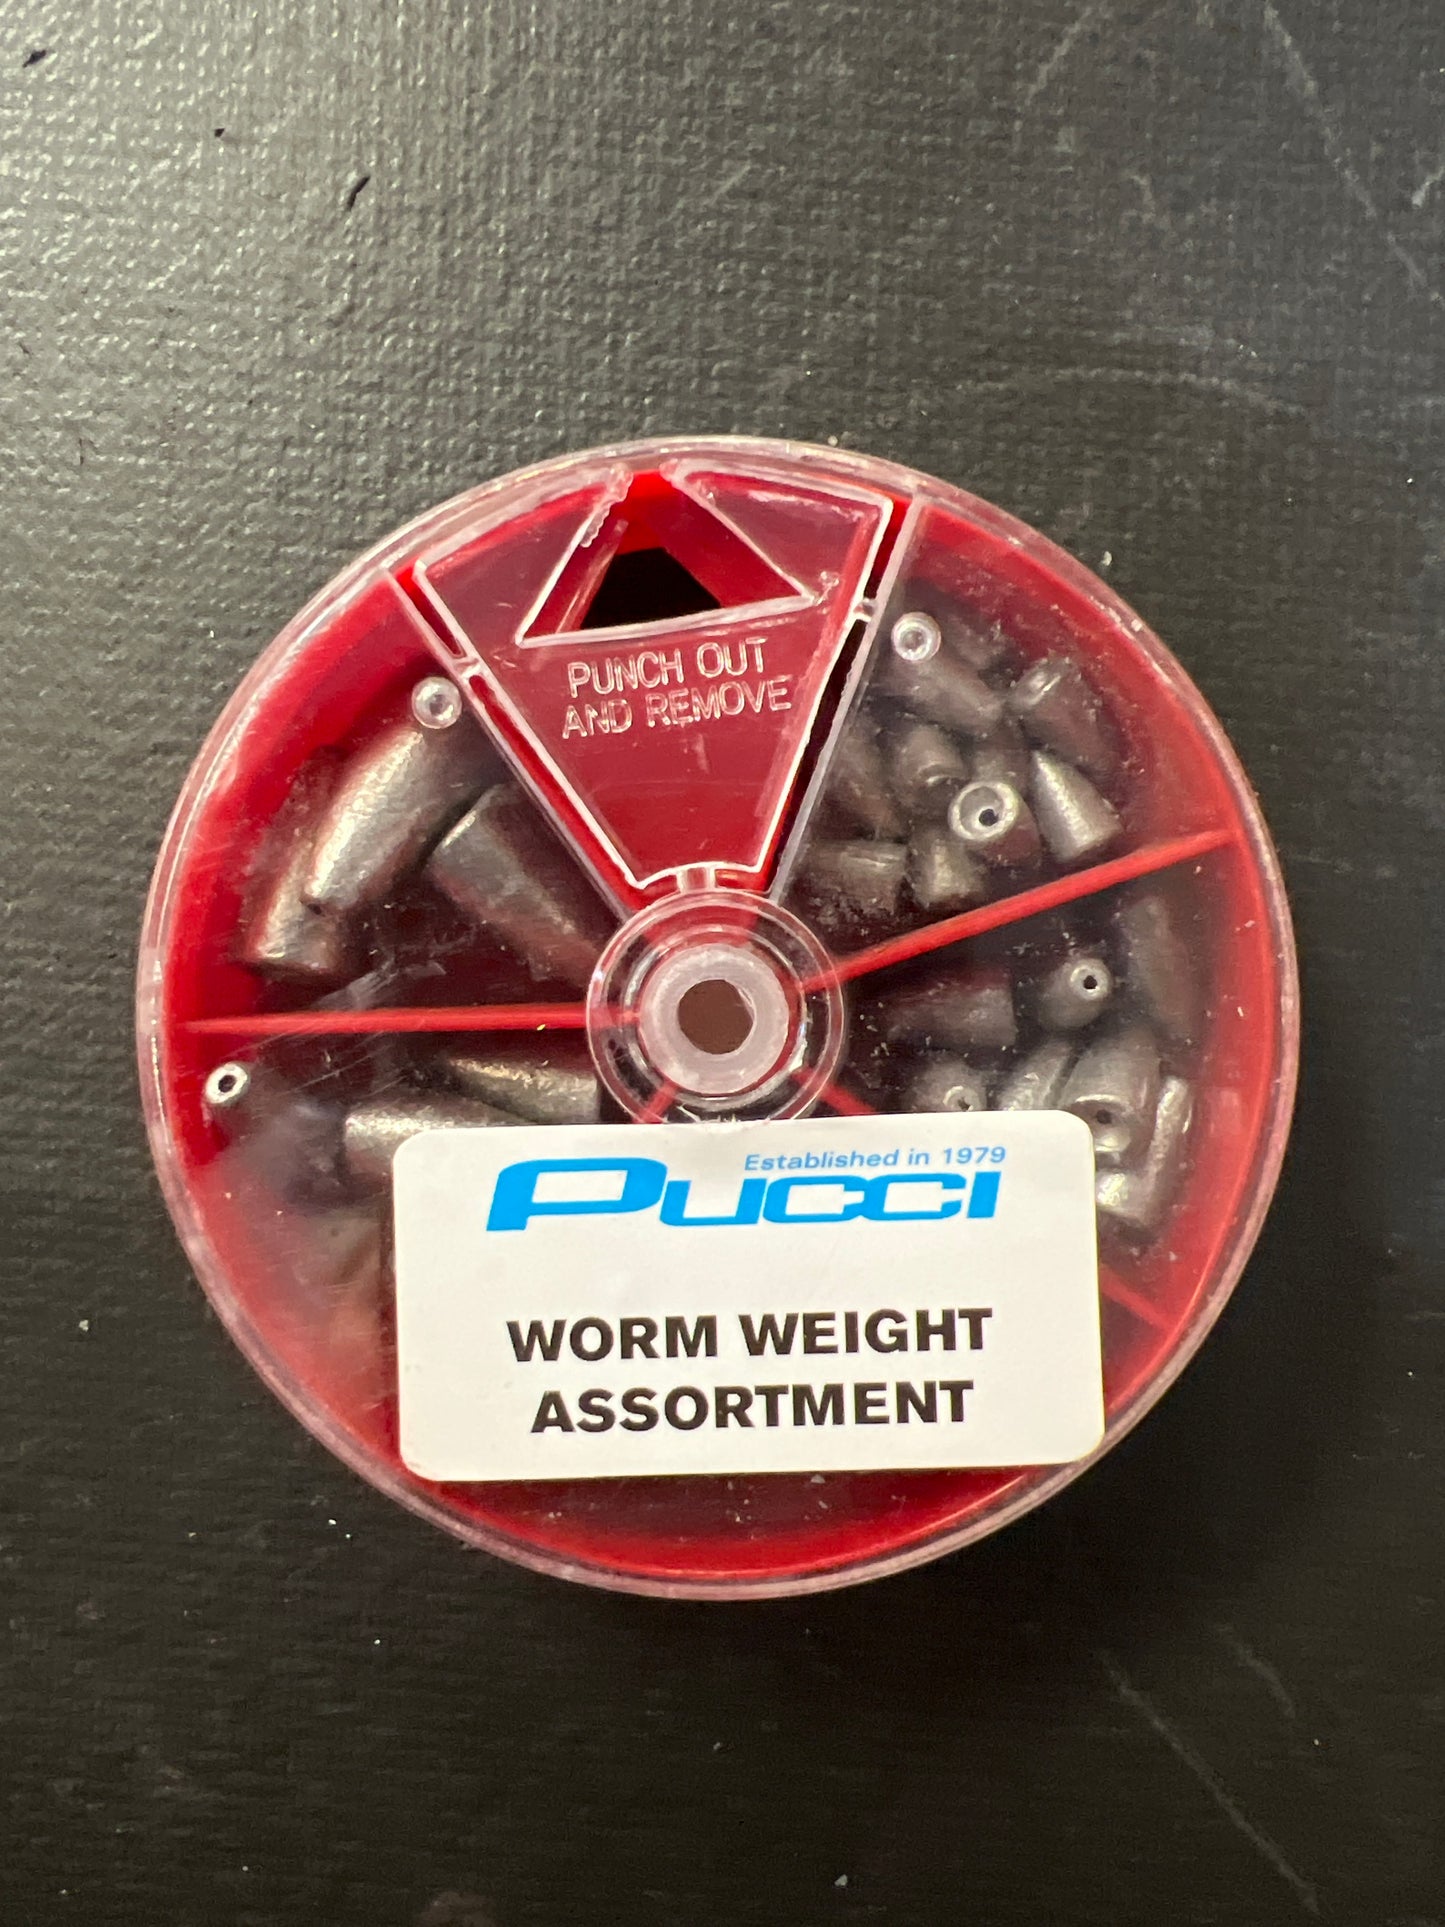 PUNCH OUT
AND REMOVE
Established in 1979
PUCCI
WORM WEIGHT
ASSORTMENT